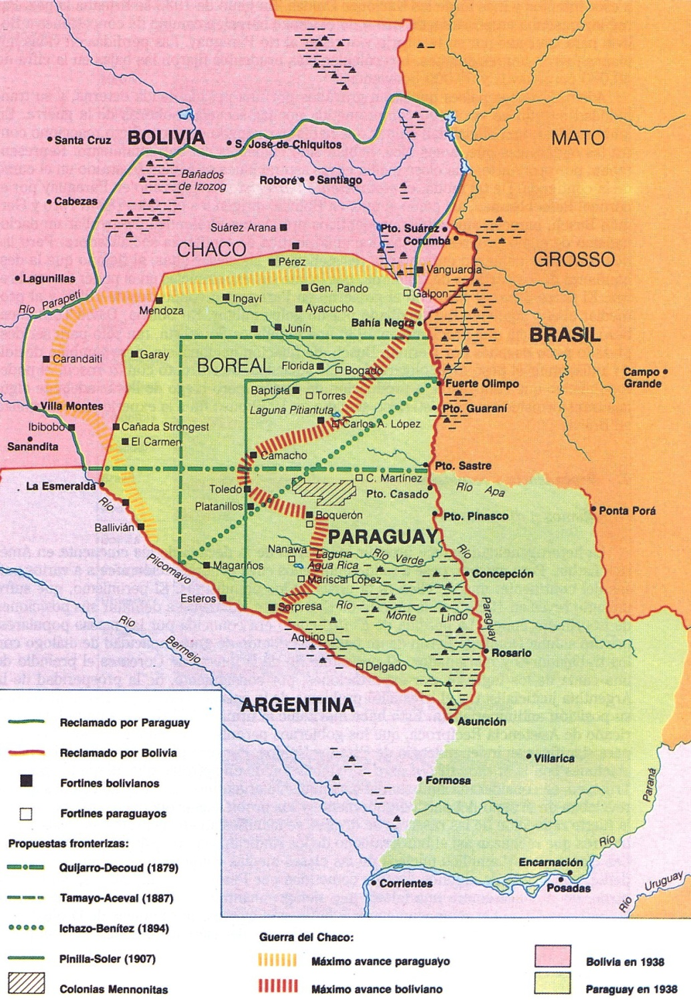 BOLIVIA
Santa Cruz
S. José de Chiquitos
MATO
Bañados
de Izozog
Roboré
Santiago
Cabezas
Suárez Arana
Pto. Suárez
Corumbá
CHACO
GROSSO
Pérez
Vanguardia
Lagunillas
Río Parapetí
Gen. Pando
Galpon
Ingaví
Mendoza
Ayacucho
Bahía Negra
Junín
BRASIL
Garay
Carandaiti
BOREAL
Florida
Bogado
Campo
Grande
Fuerte Olimpo
Baptista
Torres
Villa Montes
Laguna Pitiantuta
Pto. Guaraní
Ibibobo
Cañada Strongest
Carlos A. López
El Carmen
Sanandita
Camacho
Pto. Sastre
C. Martínez
La Esmeralda
Toledo
Pto. Casado
Río Apa
Río
Platanillos
Boquerón
Pto. Pinasco
Ponta Porá
Ballivián
PARAGUAY
Nanawa
Laguna
Agua Rica
Río Verde
Río
Pilcomayo
Magariños
Concepción
Mariscal López
Esteros
Sorpresa
Río
Monte
Lindo
Paraguay
Río
Bermejo
Aquino
Rosario
Delgado
ARGENTINA
Asunción
Villarica
Formosa
Paraná
Río
Encarnación
Corrientes
Posadas
Río
Uruguay
Reclamado por Paraguay
Reclamado por Bolivia
Fortines bolivianos
Fortines paraguayos
Propuestas fronterizas:
Quijarro-Decoud (1879)
Tamayo-Aceval (1887)
Ichazo-Benítez (1894)
Pinilla-Soler (1907)
Colonias Mennonitas
Guerra del Chaco:
Máximo avance paraguayo
Máximo avance boliviano
Bolivia en 1938
Paraguay en 1938